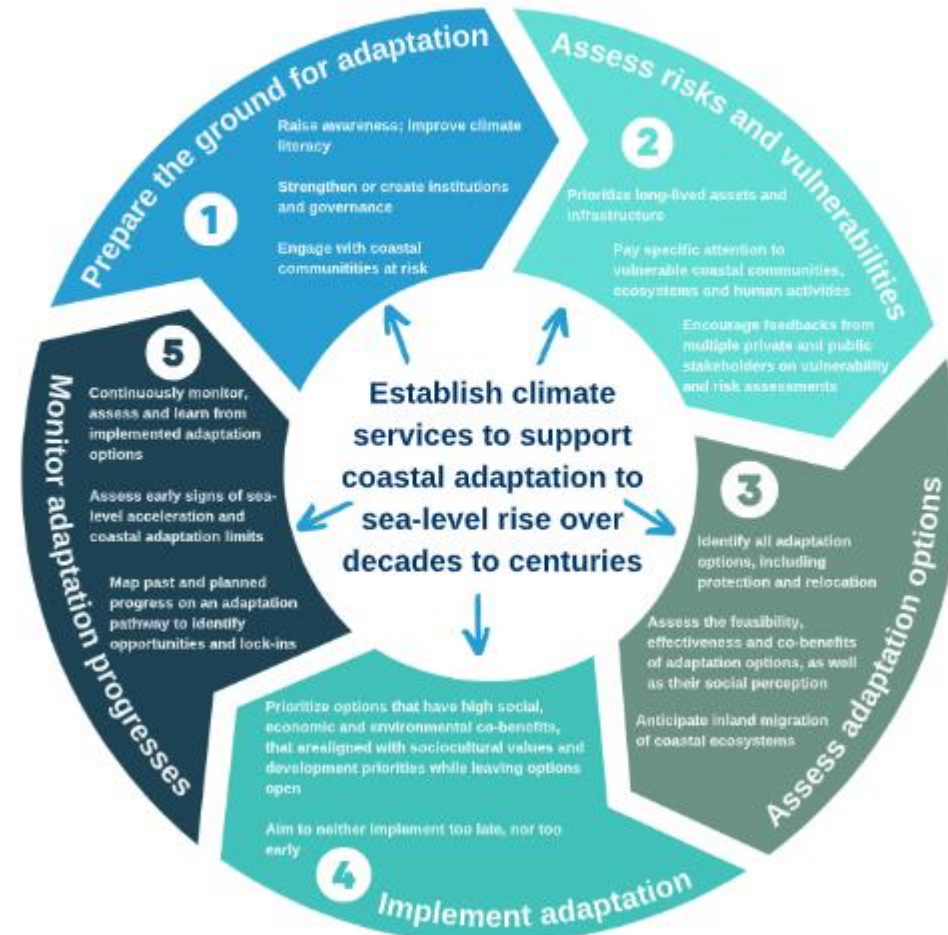 Prepare the ground for adaptation
1
Raise awareness; improve climate
literacy
Strengthen or create institutions
and governance
Engage with coastal
communitities at risk
Assess risks and vulnerabilities
2
Prioritize long-lived assets and
infrastructure
Pay specific attention to
vulnerable coastal communities,
ecosystems and human activities
Encourage feedbacks from
multiple private and public
stakeholders on vulnerability
and risk assessments
Assess adaptation options
3
Identify all adaptation
options, including
protection and relocation
Assess the feasibility,
effectiveness and co-benefits
of adaptation options, as well
as their social perception
Anticipate inland migration
of coastal ecosystems
Prioritize options that have high social,
economic and environmental co-benefits,
that arealigned with sociocultural values and
development priorities while leaving options
open
Aim to neither implement too late, nor too
early
4
Implement adaptation
Monitor adaptation progresses
5
Continuously monitor,
assess and learn from
implemented adaptation
options
Assess early signs of sea-
level acceleration and
coastal adaptation limits
Map past and planned
progress on an adaptation
pathway to identify
opportunities and lock-ins
Establish climate
services to support
coastal adaptation to
sea-level rise over
decades to centuries